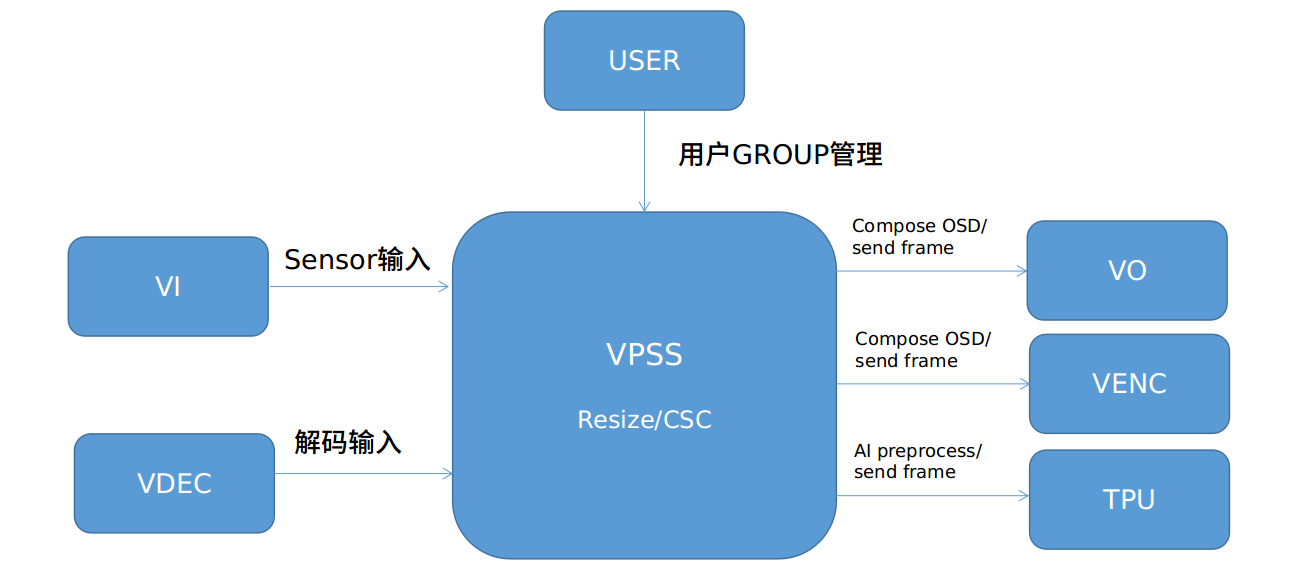 USER
用户GROUP管理
VI
Sensor输入
VDEC
解码输入
VPSS
Resize/CSC
Compose OSD/
send frame
VO
Compose OSD/
send frame
VENC
AI preprocess/
send frame
TPU